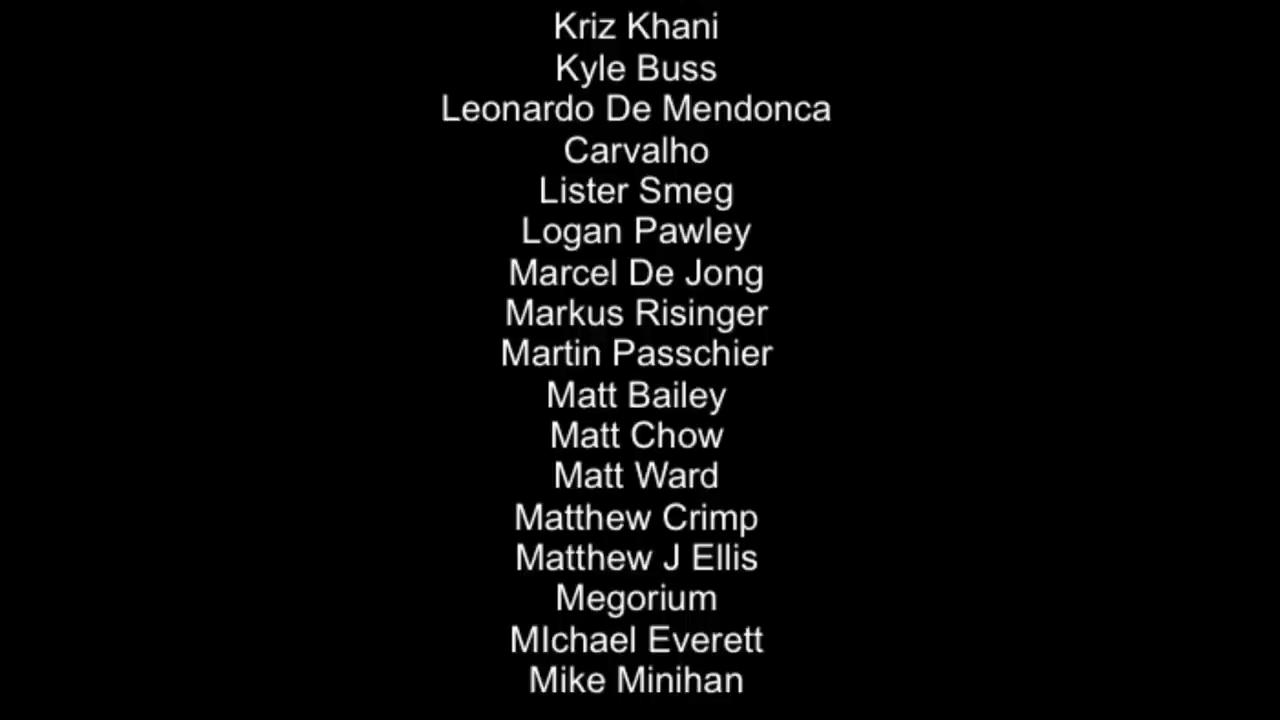 Kriz Khani
Kyle Buss
Leonardo De Mendonca
Carvalho
Lister Smeg
Logan Pawley
Marcel De Jong
Markus Risinger
Martin Passchier
Matt Bailey
Matt Chow
Matt Ward
Matthew Crimp
Matthew J Ellis
Megorium
MIchael Everett
Mike Minihan